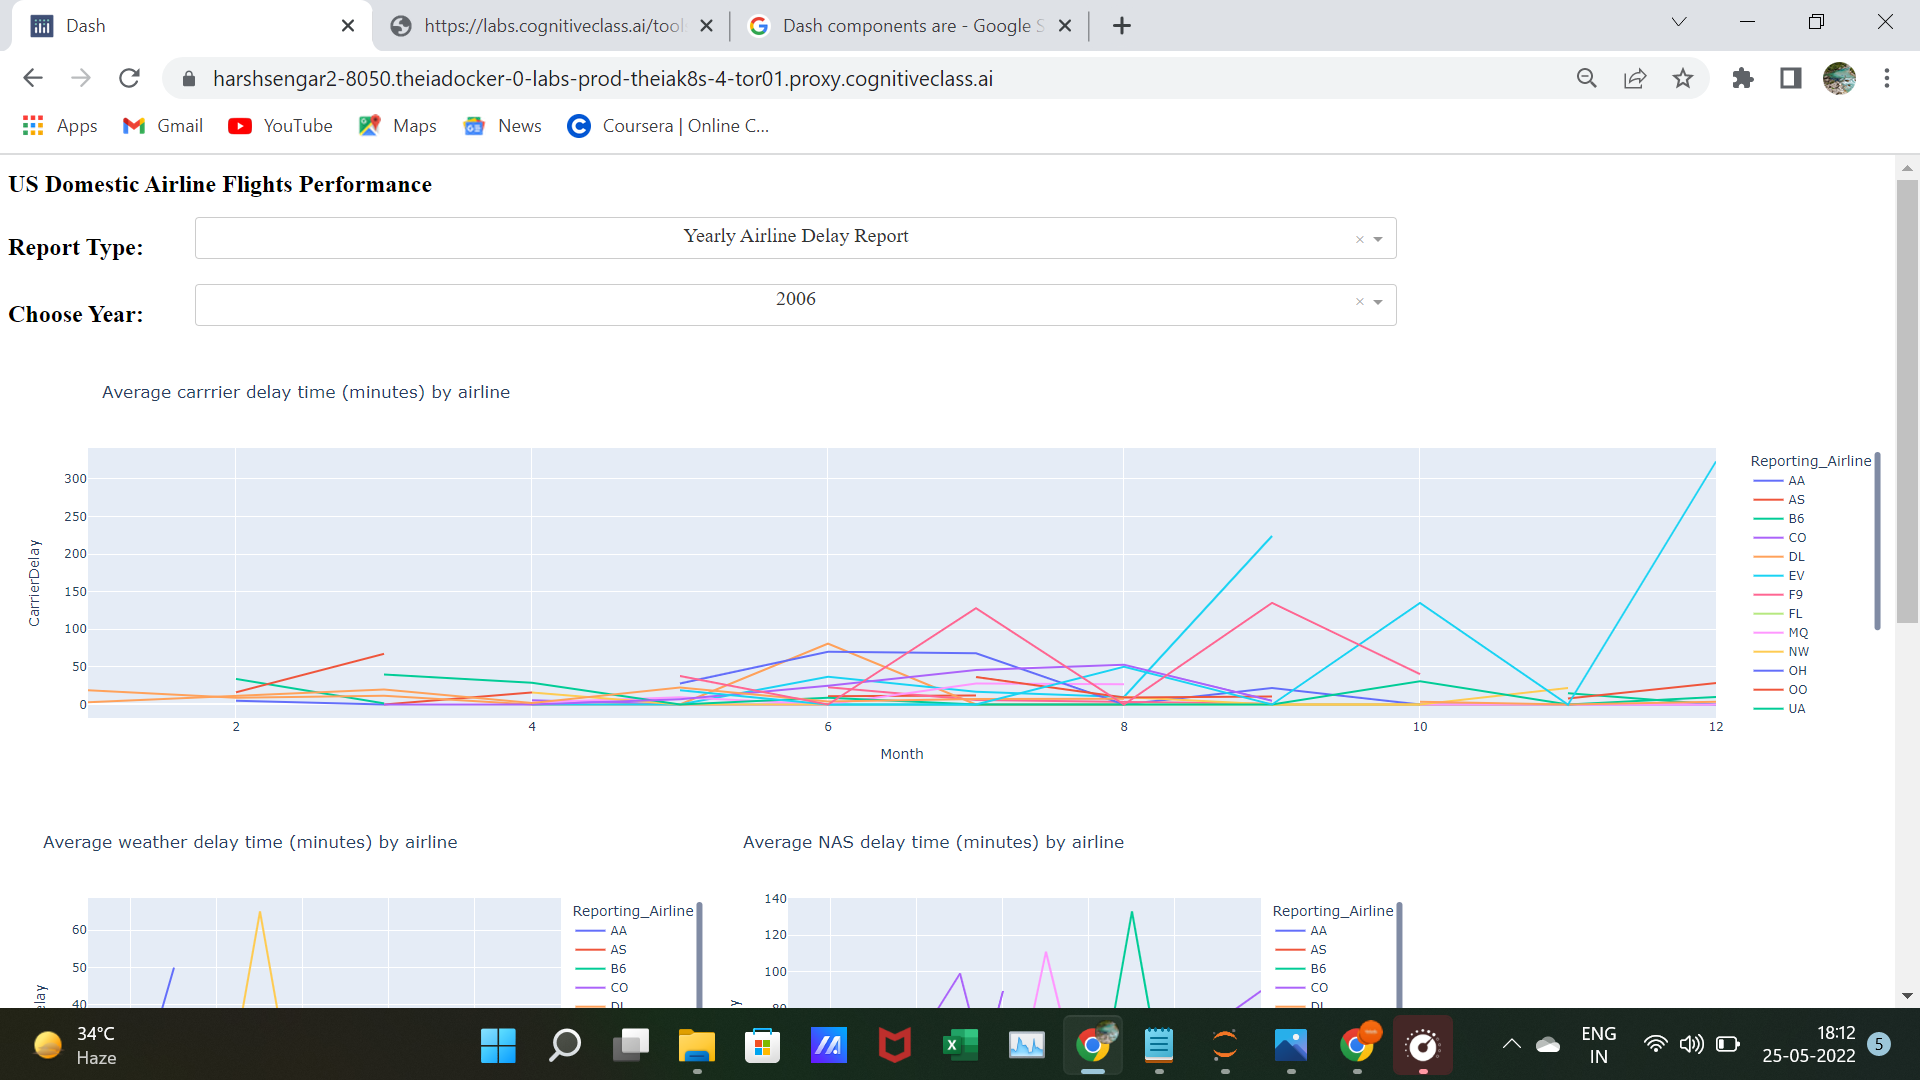 Dash
https://labs.cognitiveclass.ai/tool
Dash components are - Google S
harshsengar2-8050.theiadocker-0-labs-prod-theiak8s-4-tor01.proxy.cognitiveclass.ai
Apps
Gmail
YouTube
Maps
News
Coursera | Online C...
US Domestic Airline Flights Performance
Report Type:
Yearly Airline Delay Report
×
Choose Year:
2006
×
Average carrrier delay time (minutes) by airline
300
250
200
150
100
50
0
CarrierDelay
2
4
6
8
10
12
Month
Reporting_Airline
AA
AS
B6
CO
DL
EV
F9
FL
MQ
NW
OH
OO
UA
Average weather delay time (minutes) by airline
60
50
40
elay
Reporting_Airline
AA
AS
B6
CO
DL
Average NAS delay time (minutes) by airline
140
120
100
80
y
Reporting_Airline
AA
AS
B6
CO
DL
34°C
Haze
ENG
IN
18:12
25-05-2022
5